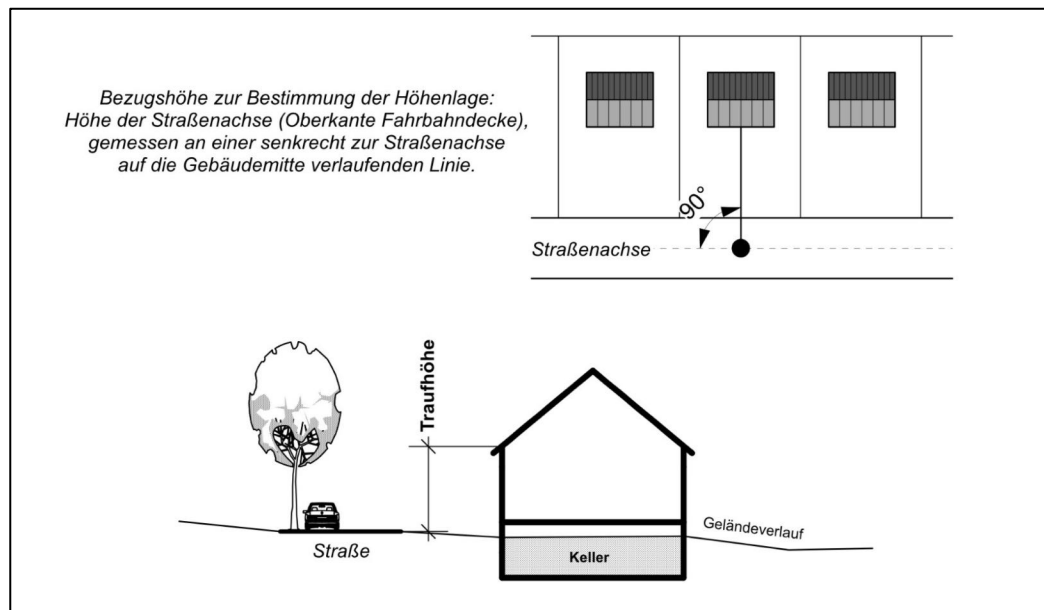 Bezugshöhe zur Bestimmung der Höhenlage:
Höhe der Straßenachse (Oberkante Fahrbahndecke),
gemessen an einer senkrecht zur Straßenachse
auf die Gebäudemitte verlaufenden Linie.
90°
Straßenachse
Traufhöhe
Straße
Keller
Geländeverlauf